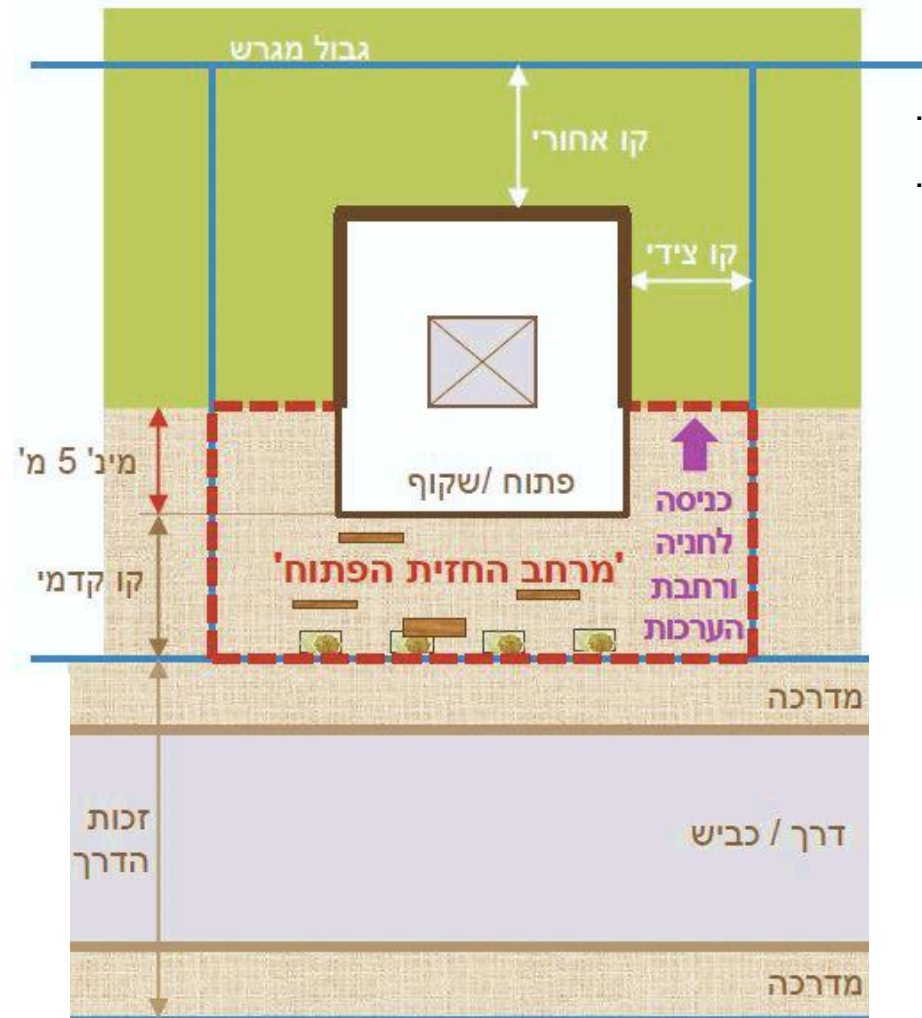 גבול מגרש
קו אחורי
קו צידי
מינ' 5 מ'
פתוח /שקוף
כניסה
לחניה
ורחבת
הערכות
'מרחב החזית הפתוח'
קו קדמי
מדרכה
זכות
הדרך
דרך / כביש
מדרכה